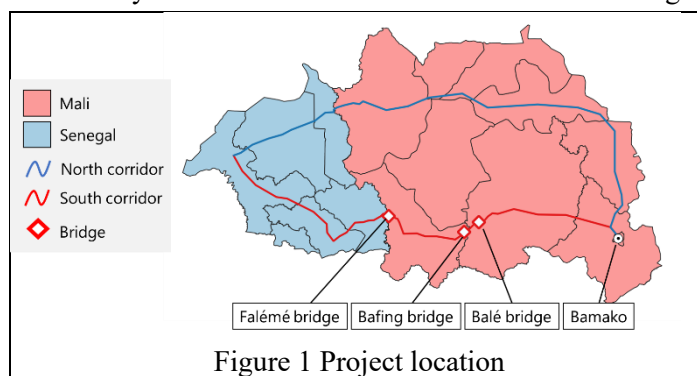 Mali
Senegal
North corridor
South corridor
Bridge
Falémé bridge
Bafing bridge
Balé bridge
Bamako
Figure 1 Project location